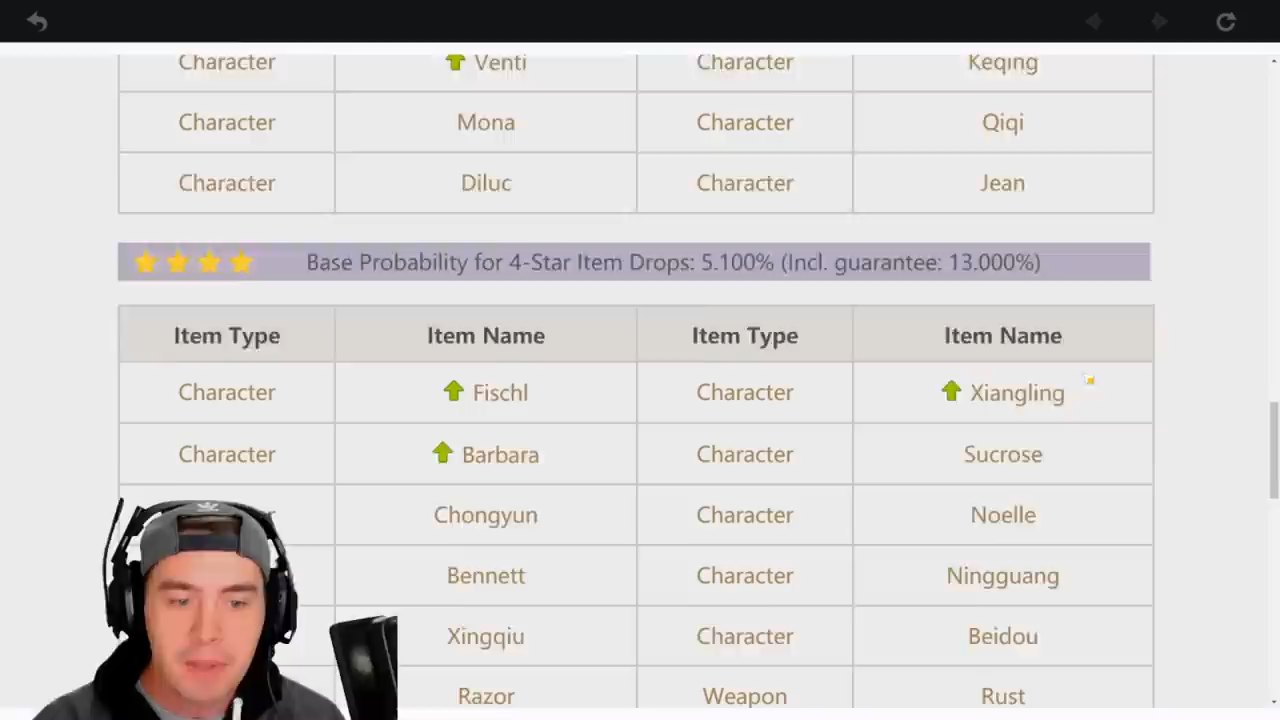 Character Venti Character Keqing
Character Mona Character Qiqi
Character Diluc Character Jean
Base Probability for 4-Star Item Drops: 5.100% (Incl. guarantee: 13.000%)
Item Type Item Name Item Type Item Name
Character Fischl Character Xiangling
Character Barbara Character Sucrose
Chongyun Character Noelle
Bennett Character Ningguang
Xingqiu Character Beidou
Razor Weapon Rust